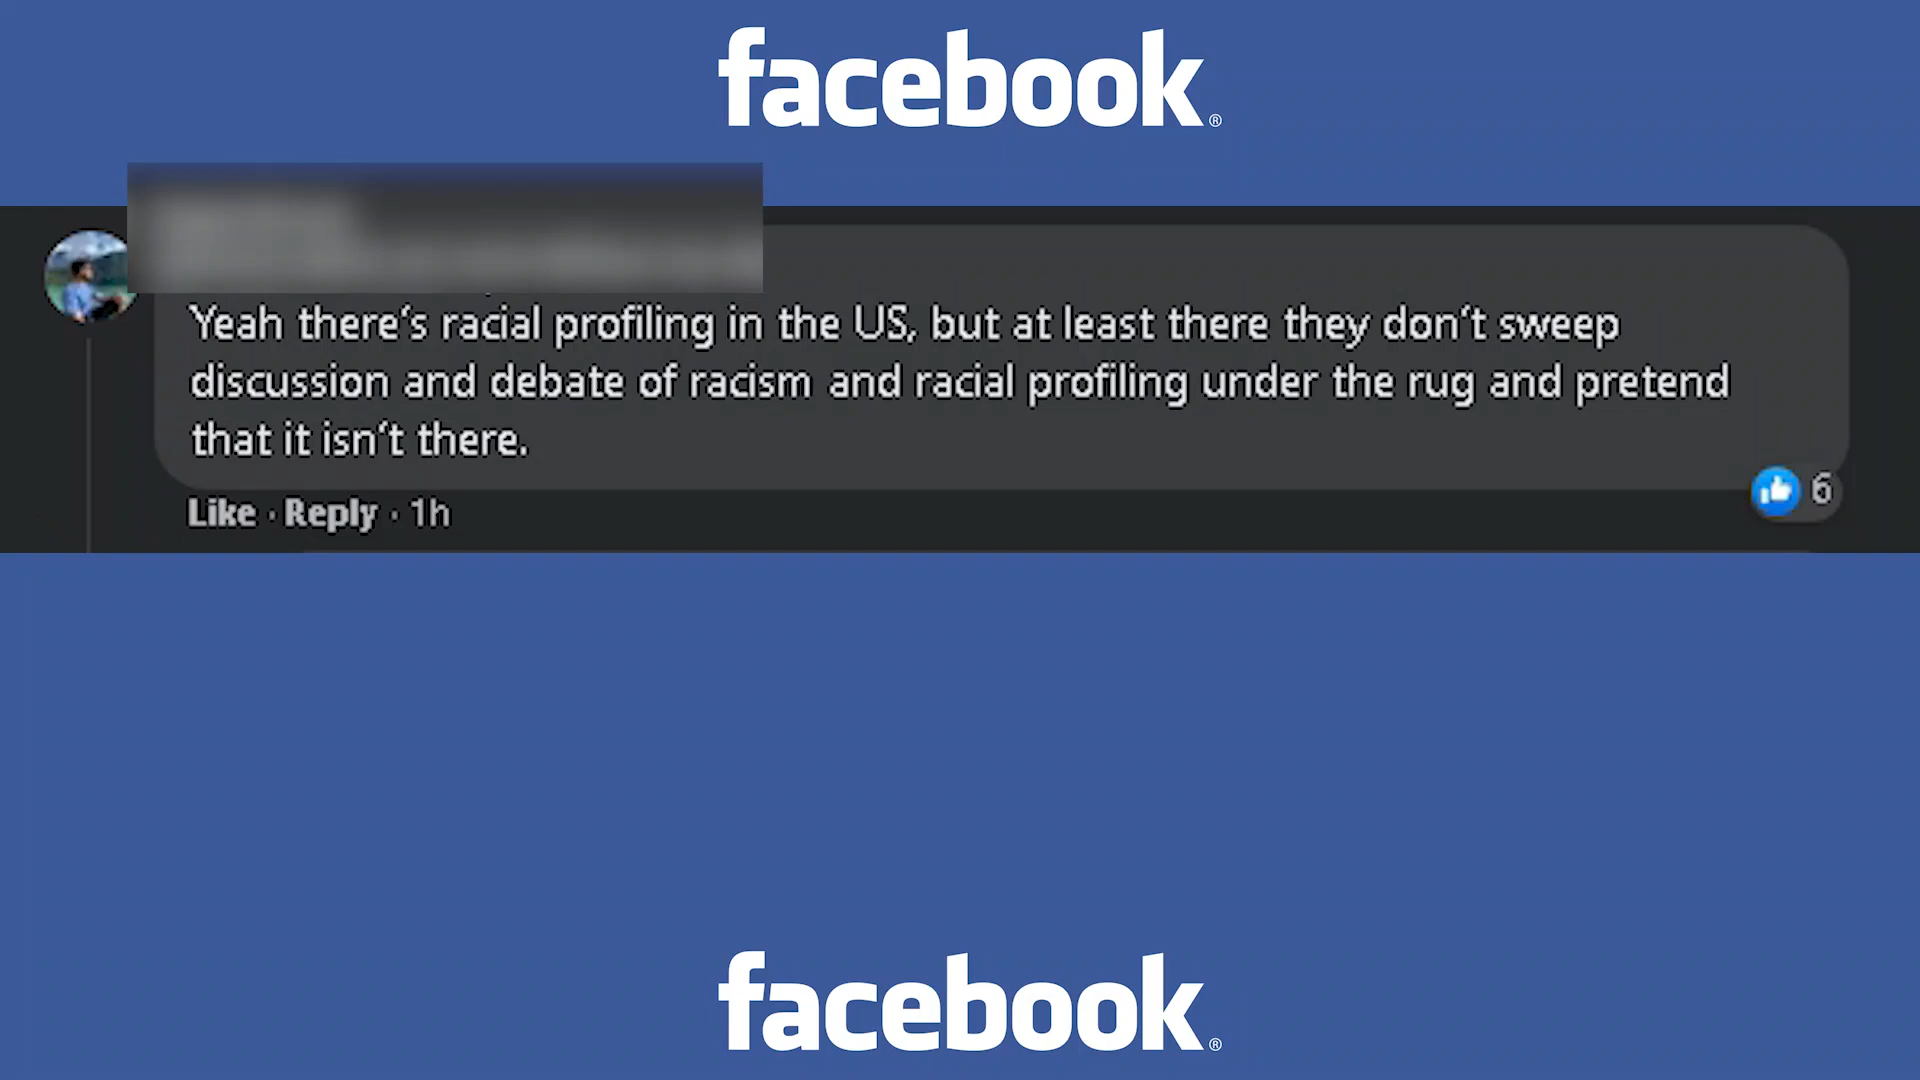 facebook®
Yeah there's racial profiling in the US, but at least there they don't sweep
discussion and debate of racism and racial profiling under the rug and pretend
that it isn't there.
6
Like · Reply · 1h
facebook®